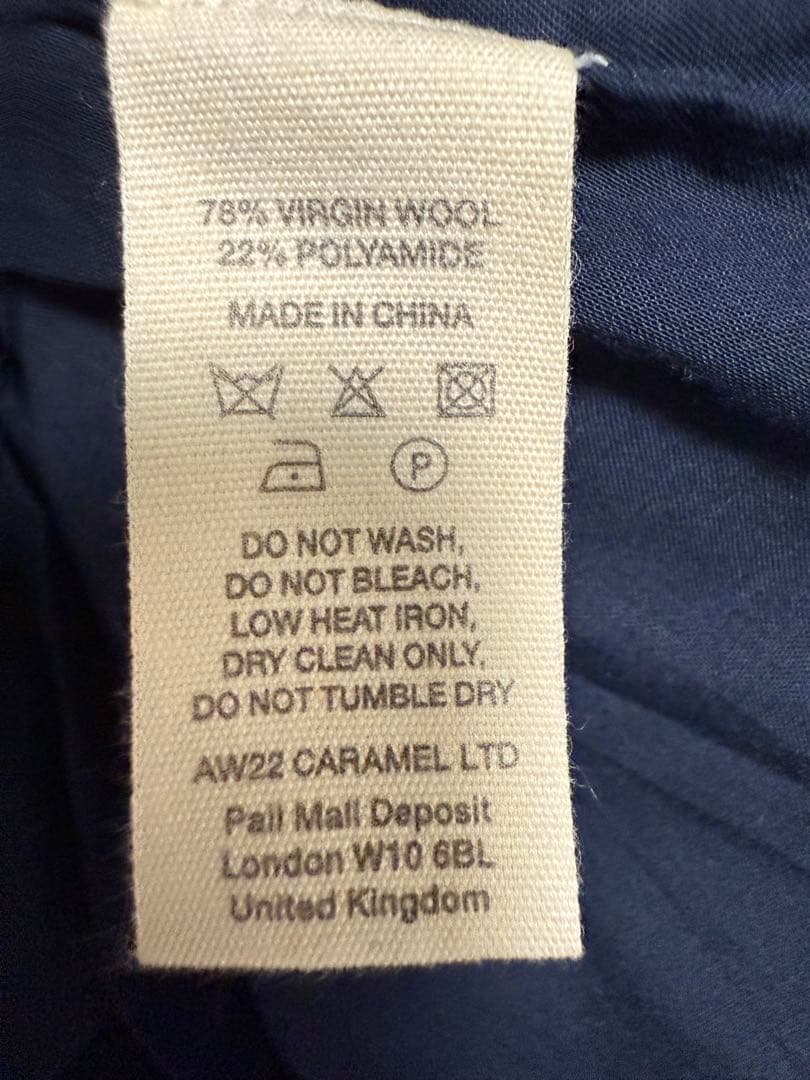 78% VIRGIN WOOL
22% POLYAMIDE
MADE IN CHINA
P
DO NOT WASH,
DO NOT BLEACH,
LOW HEAT IRON,
DRY CLEAN ONLY,
DO NOT TUMBLE DRY
AW22 CARAMEL LTD
Pall Mall Deposit
London W10 6BL
United Kingdom